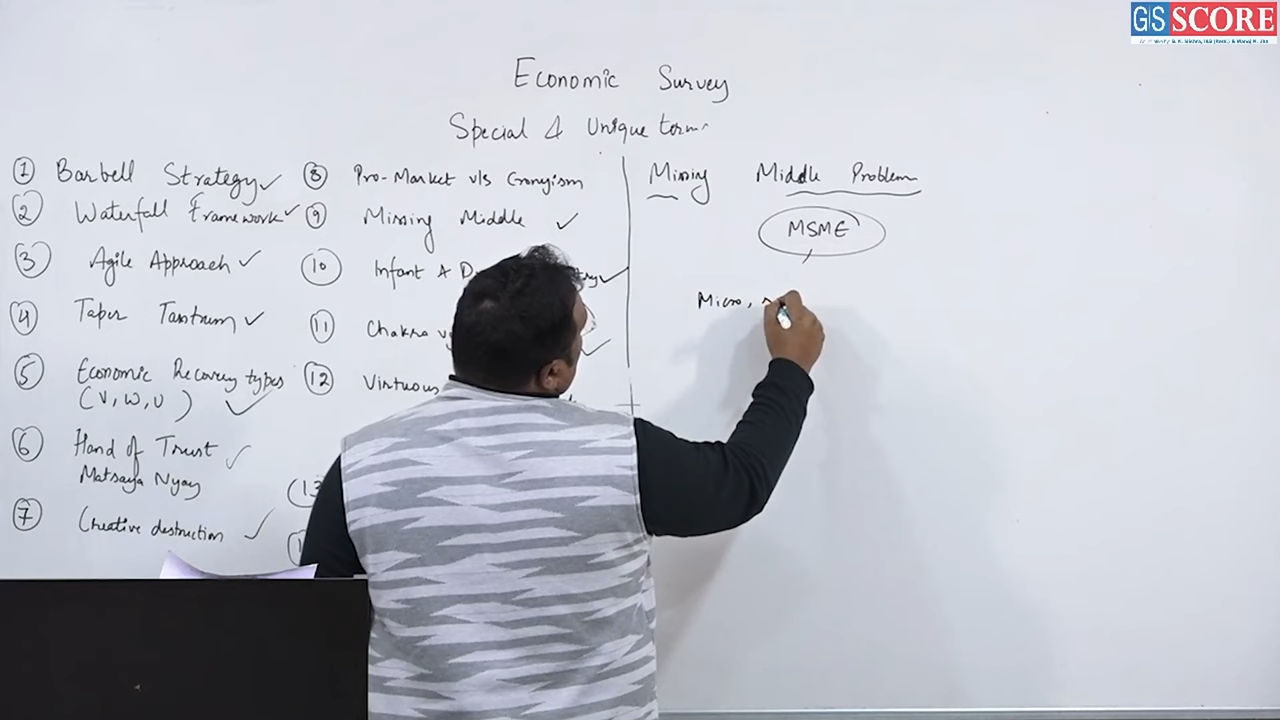 GS SCORE
Economic Survey
Special & Unique terms
① Barbell Strategy ✓
② Waterfall Framework ✓
③ Agile Approach ✓
④ Taper Tantrum ✓
⑤ Economic Recovery types
(V, W, U ) ✓
⑥ Hand of Trust ✓
Matsaya Nyay
⑦ Creative destruction ✓
⑧ Pro-Market v/s Cronyism
⑨ Missing Middle ✓
⑩ Infant &
⑪ Chakra
⑫ Virtuous
Missing Middle Problem
MSME
Micro,